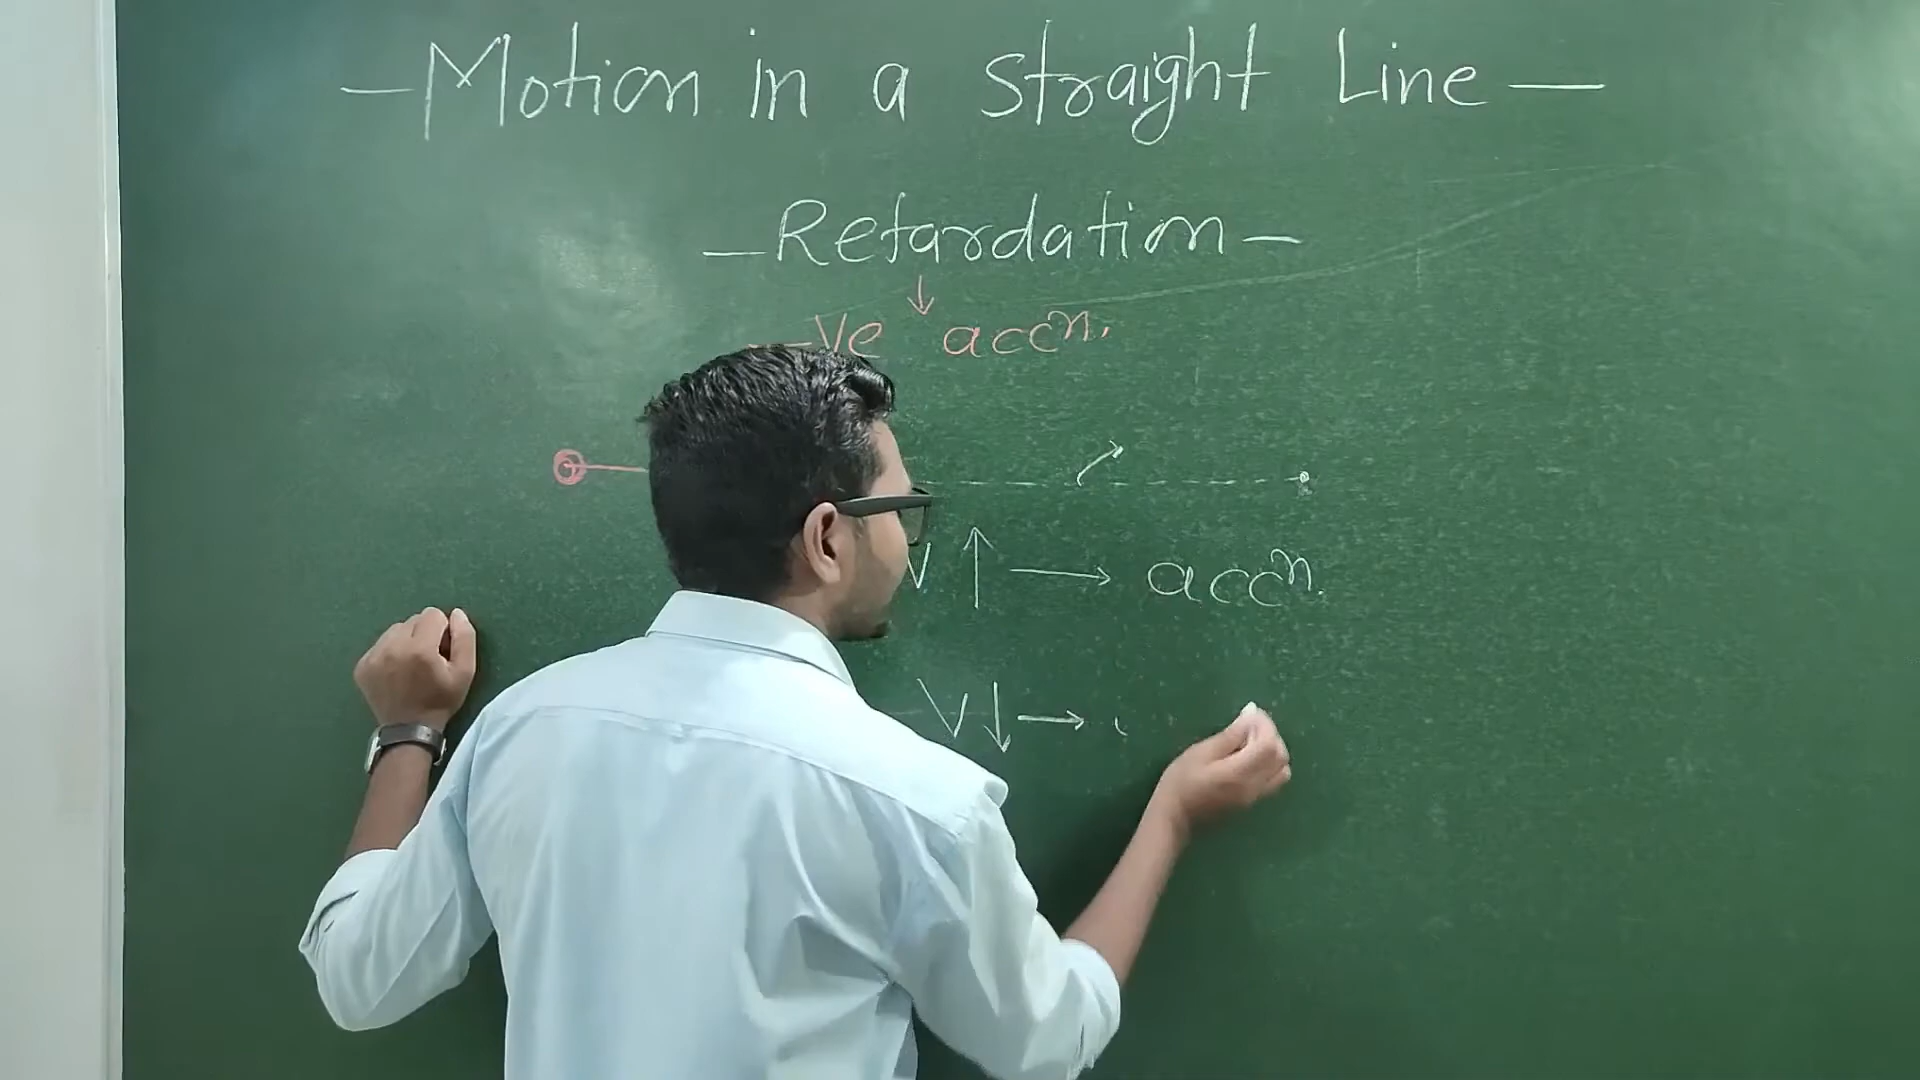 — Motion in a Straight Line —
— Retardation —
↓
—Ve accⁿ.
V ↑ → accⁿ.
V ↓ →